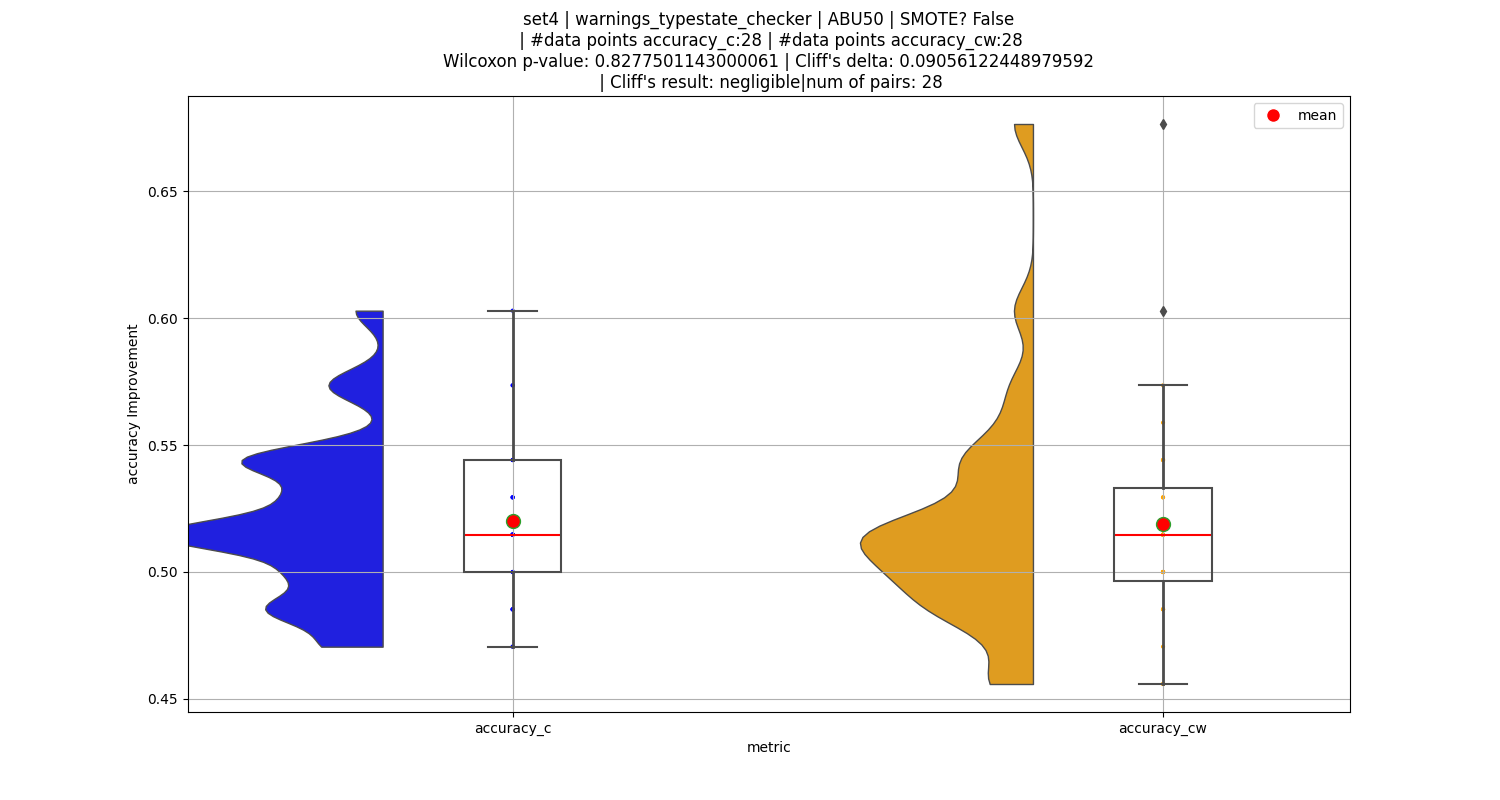 set4 | warnings_typestate_checker | ABU50 | SMOTE? False
| #data points accuracy_c:28 | #data points accuracy_cw:28
Wilcoxon p-value: 0.8277501143000061 | Cliff's delta: 0.09056122448979592
| Cliff's result: negligible|num of pairs: 28
mean
0.65
0.60
0.55
0.50
0.45
accuracy Improvement
accuracy_c
accuracy_cw
metric